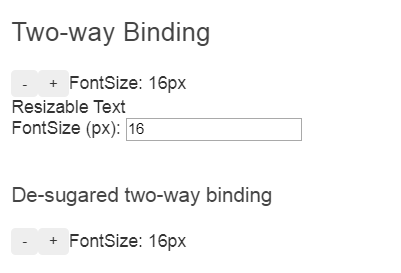 Two-way Binding
- + FontSize: 16px
Resizable Text
FontSize (px): 16
De-sugared two-way binding
- + FontSize: 16px